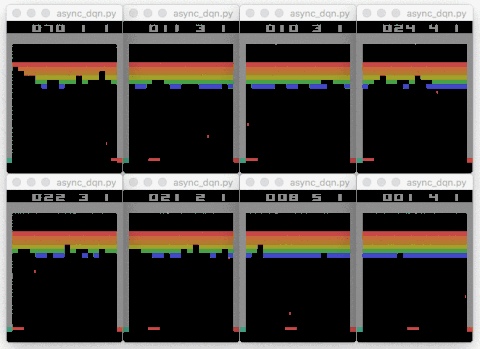 async_dqn.py async_dqn.py async_dqn.py async_dqn.py
070 1 1 011 3 1 010 3 1 024 4 1
async_dqn.py async_dqn.py async_dqn.py async_dqn.py
022 3 1 021 2 1 008 5 1 001 4 1